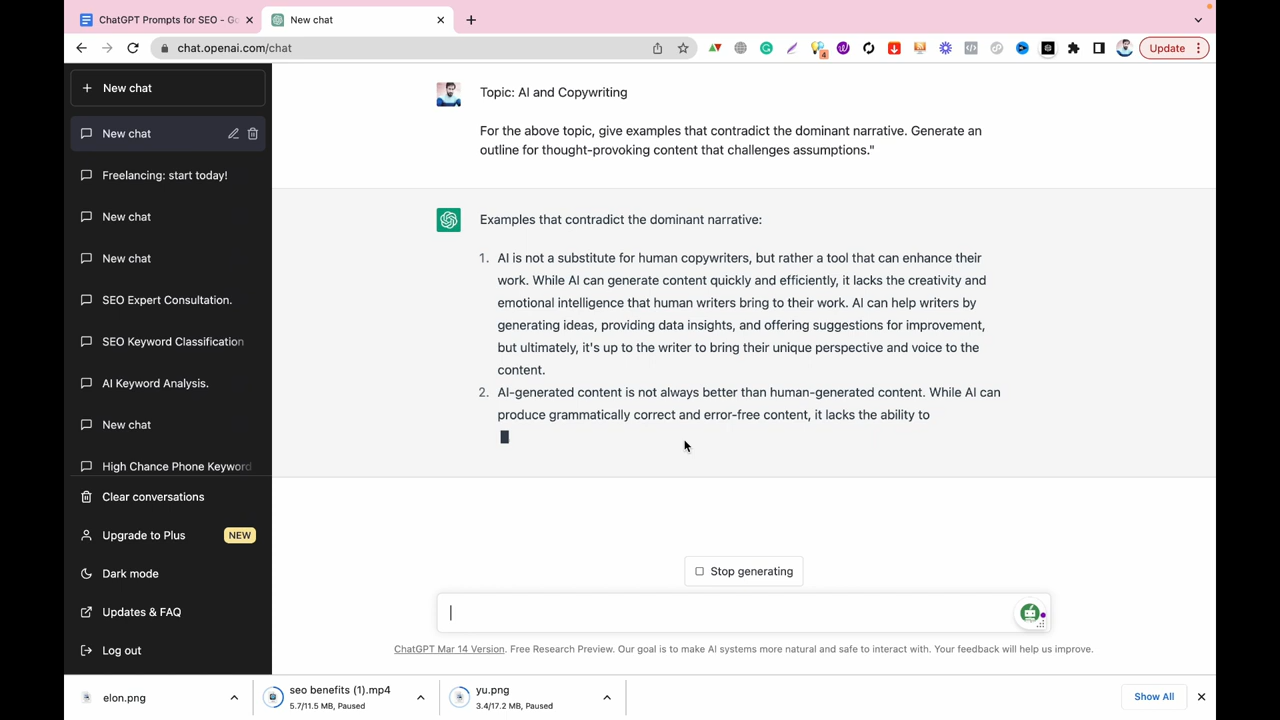 ChatGPT Prompts for SEO - Go
New chat
chat.openai.com/chat
4
Update
New chat
New chat
Freelancing: start today!
New chat
New chat
SEO Expert Consultation.
SEO Keyword Classification
AI Keyword Analysis.
New chat
High Chance Phone Keyword
Clear conversations
Upgrade to Plus NEW
Dark mode
Updates & FAQ
Log out
Topic: AI and Copywriting
For the above topic, give examples that contradict the dominant narrative. Generate an
outline for thought-provoking content that challenges assumptions."
Examples that contradict the dominant narrative:
1. AI is not a substitute for human copywriters, but rather a tool that can enhance their
work. While AI can generate content quickly and efficiently, it lacks the creativity and
emotional intelligence that human writers bring to their work. AI can help writers by
generating ideas, providing data insights, and offering suggestions for improvement,
but ultimately, it's up to the writer to bring their unique perspective and voice to the
content.
2. AI-generated content is not always better than human-generated content. While AI can
produce grammatically correct and error-free content, it lacks the ability to
Stop generating
ChatGPT Mar 14 Version. Free Research Preview. Our goal is to make AI systems more natural and safe to interact with. Your feedback will help us improve.
elon.png
seo benefits (1).mp4
5.7/11.5 MB, Paused
yu.png
3.4/17.2 MB, Paused
Show All